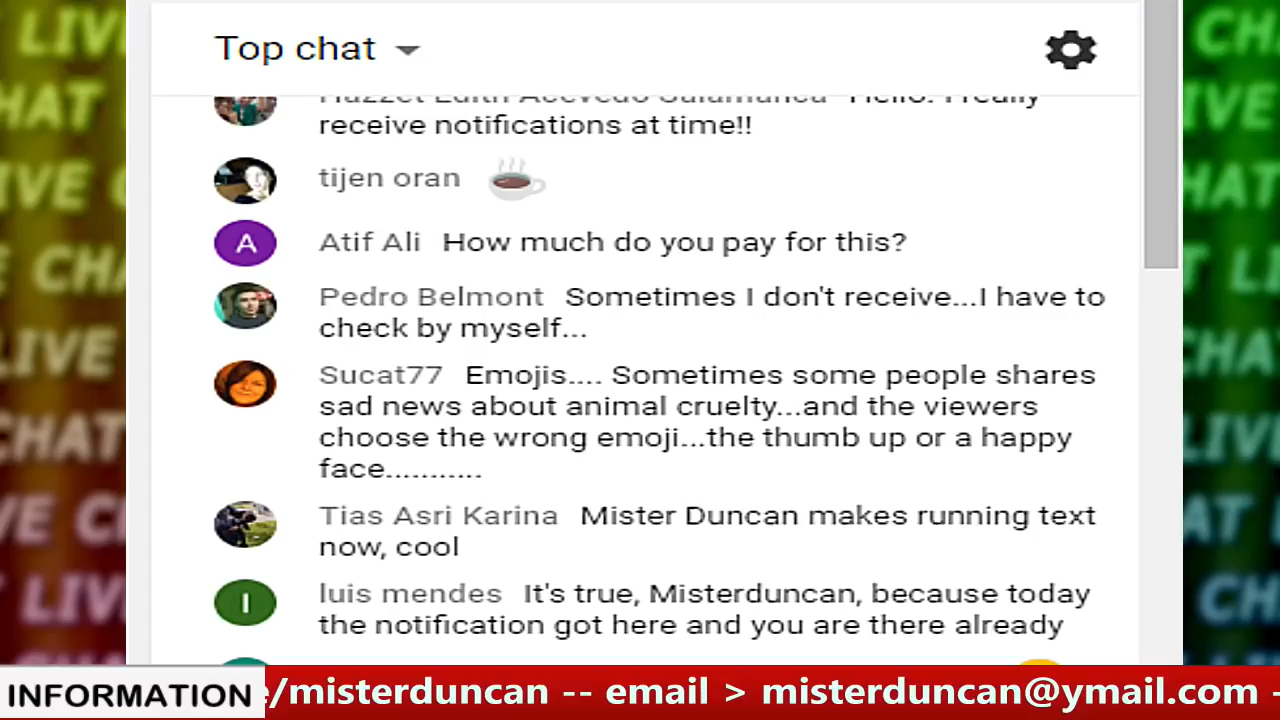 Top chat
receive notifications at time!!
tijen oran
A Atif Ali How much do you pay for this?
Pedro Belmont Sometimes I don't receive...I have to
check by myself...
Sucat77 Emojis.... Sometimes some people shares
sad news about animal cruelty...and the viewers
choose the wrong emoji...the thumb up or a happy
face...........
Tias Asri Karina Mister Duncan makes running text
now, cool
l luis mendes It's true, Misterduncan, because today
the notification got here and you are there already
INFORMATION e/misterduncan -- email > misterduncan@ymail.com -